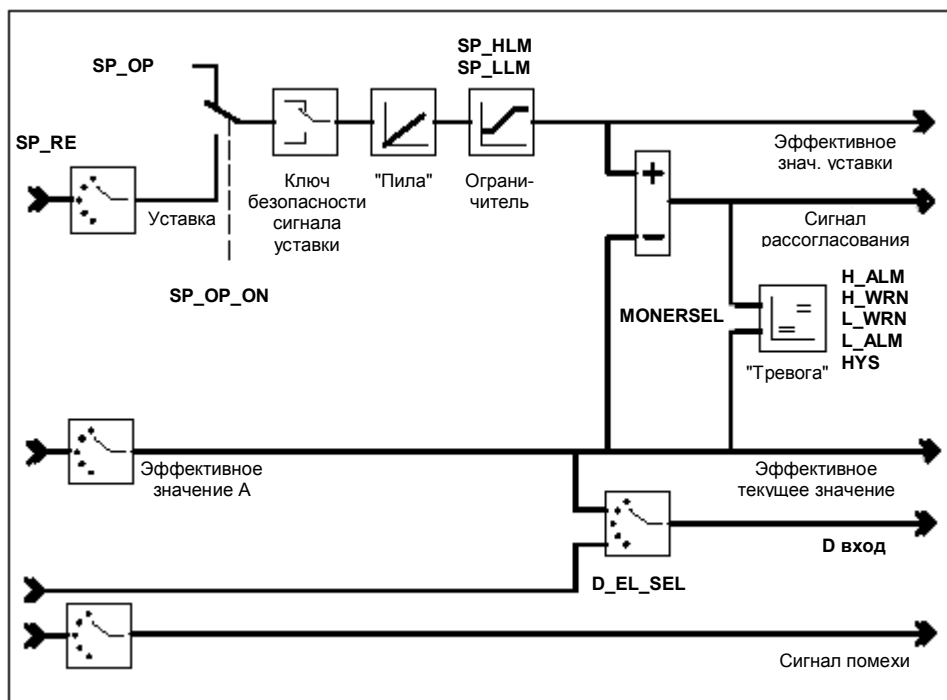 SP_HLM
SP_LLM
SP_OP
SP_RE
Эффективное
знач. уставки
Уставка
Ключ
безопасности
сигнала
уставки
"Пила"
Ограни-
читель
Сигнал
рассогласования
SP_OP_ON
MONERSEL
H_ALM
H_WRN
L_WRN
L_ALM
HYS
"Тревога"
Эффективное
значение А
Эффективное
текущее значение
D вход
D_EL_SEL
Сигнал помехи